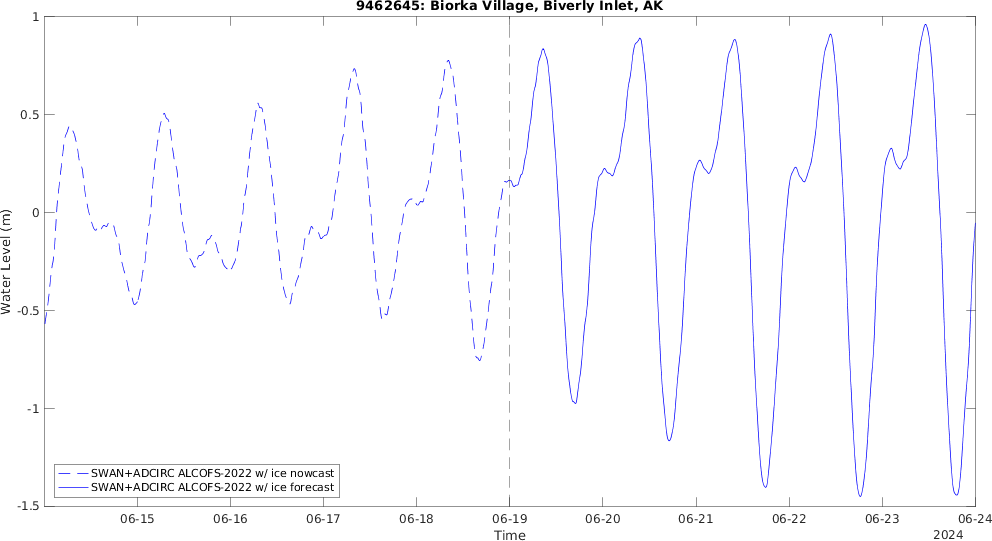 9462645: Biorka Village, Biverly Inlet, AK
1
0.5
0
-0.5
-1
-1.5
Water Level (m)
SWAN+ADCIRC ALCOFS-2022 w/ ice nowcast
SWAN+ADCIRC ALCOFS-2022 w/ ice forecast
06-15 06-16 06-17 06-18 06-19 06-20 06-21 06-22 06-23 06-24
Time
2024